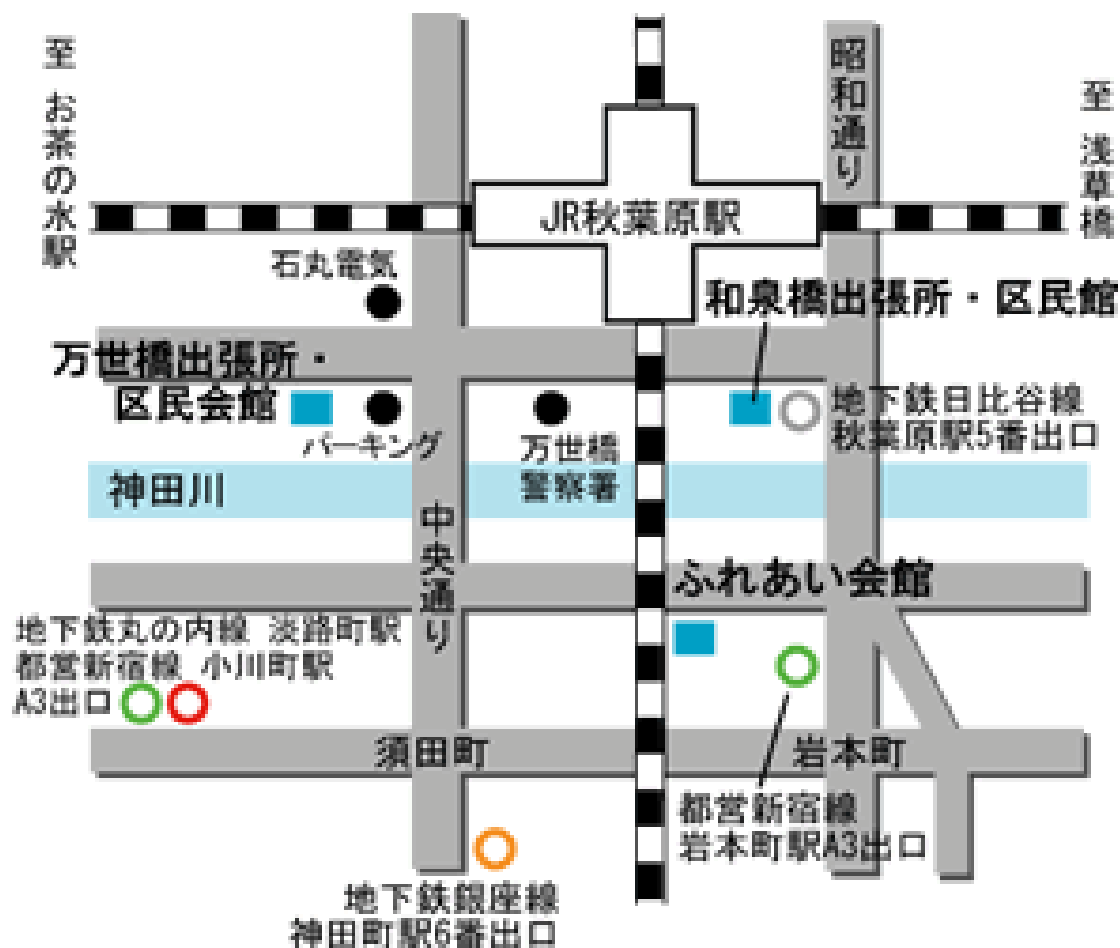 至 お茶の水駅
昭和通り
至 浅草橋
JR秋葉原駅
石丸電気
和泉橋出張所・区民館
万世橋出張所・
区民会館
パーキング
万世橋
警察署
地下鉄日比谷線
秋葉原駅5番出口
神田川
中央通り
ふれあい会館
地下鉄丸の内線 淡路町駅
都営新宿線 小川町駅
A3出口
須田町
岩本町
都営新宿線
岩本町駅A3出口
地下鉄銀座線
神田町駅6番出口